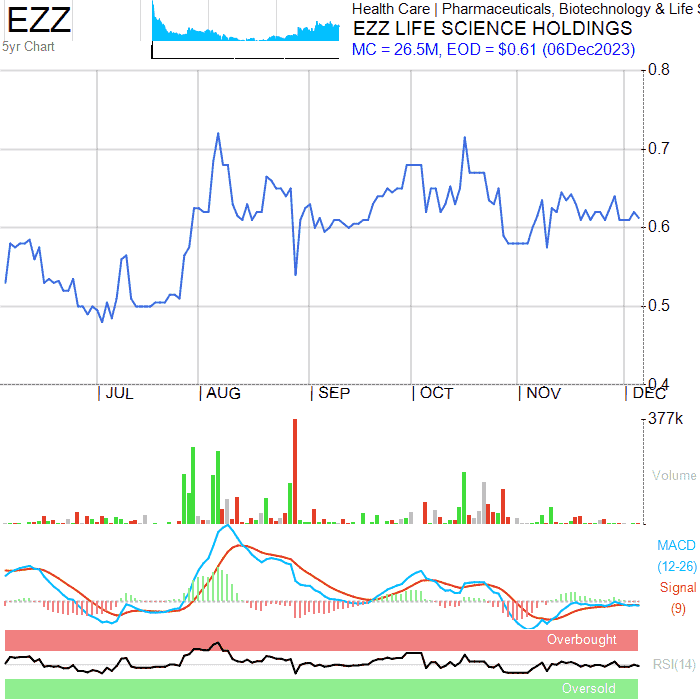 EZZ
5yr Chart
Health Care | Pharmaceuticals, Biotechnology & Life S
EZZ LIFE SCIENCE HOLDINGS
MC = 26.5M, EOD = $0.61 (06Dec2023)
0.8
0.7
0.6
0.5
0.4
| JUL | AUG | SEP | OCT | NOV | DEC
377k
Volume
MACD
(12-26)
Signal
(9)
Overbought
RSI(14)
Oversold